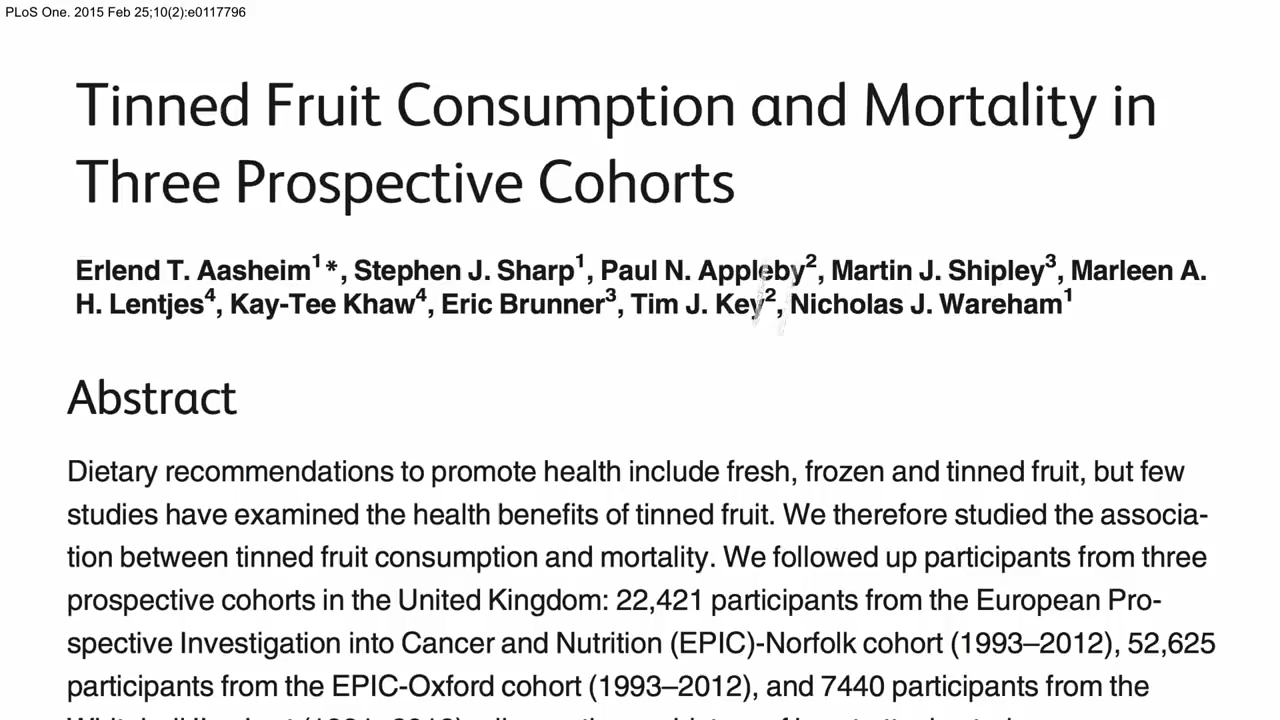 PLoS One. 2015 Feb 25;10(2):e0117796
Tinned Fruit Consumption and Mortality in
Three Prospective Cohorts
Erlend T. Aasheim1*, Stephen J. Sharp1, Paul N. Appleby2, Martin J. Shipley3, Marleen A.
H. Lentjes4, Kay-Tee Khaw4, Eric Brunner3, Tim J. Key2, Nicholas J. Wareham1
Abstract
Dietary recommendations to promote health include fresh, frozen and tinned fruit, but few
studies have examined the health benefits of tinned fruit. We therefore studied the associa-
tion between tinned fruit consumption and mortality. We followed up participants from three
prospective cohorts in the United Kingdom: 22,421 participants from the European Pro-
spective Investigation into Cancer and Nutrition (EPIC)-Norfolk cohort (1993–2012), 52,625
participants from the EPIC-Oxford cohort (1993–2012), and 7440 participants from the